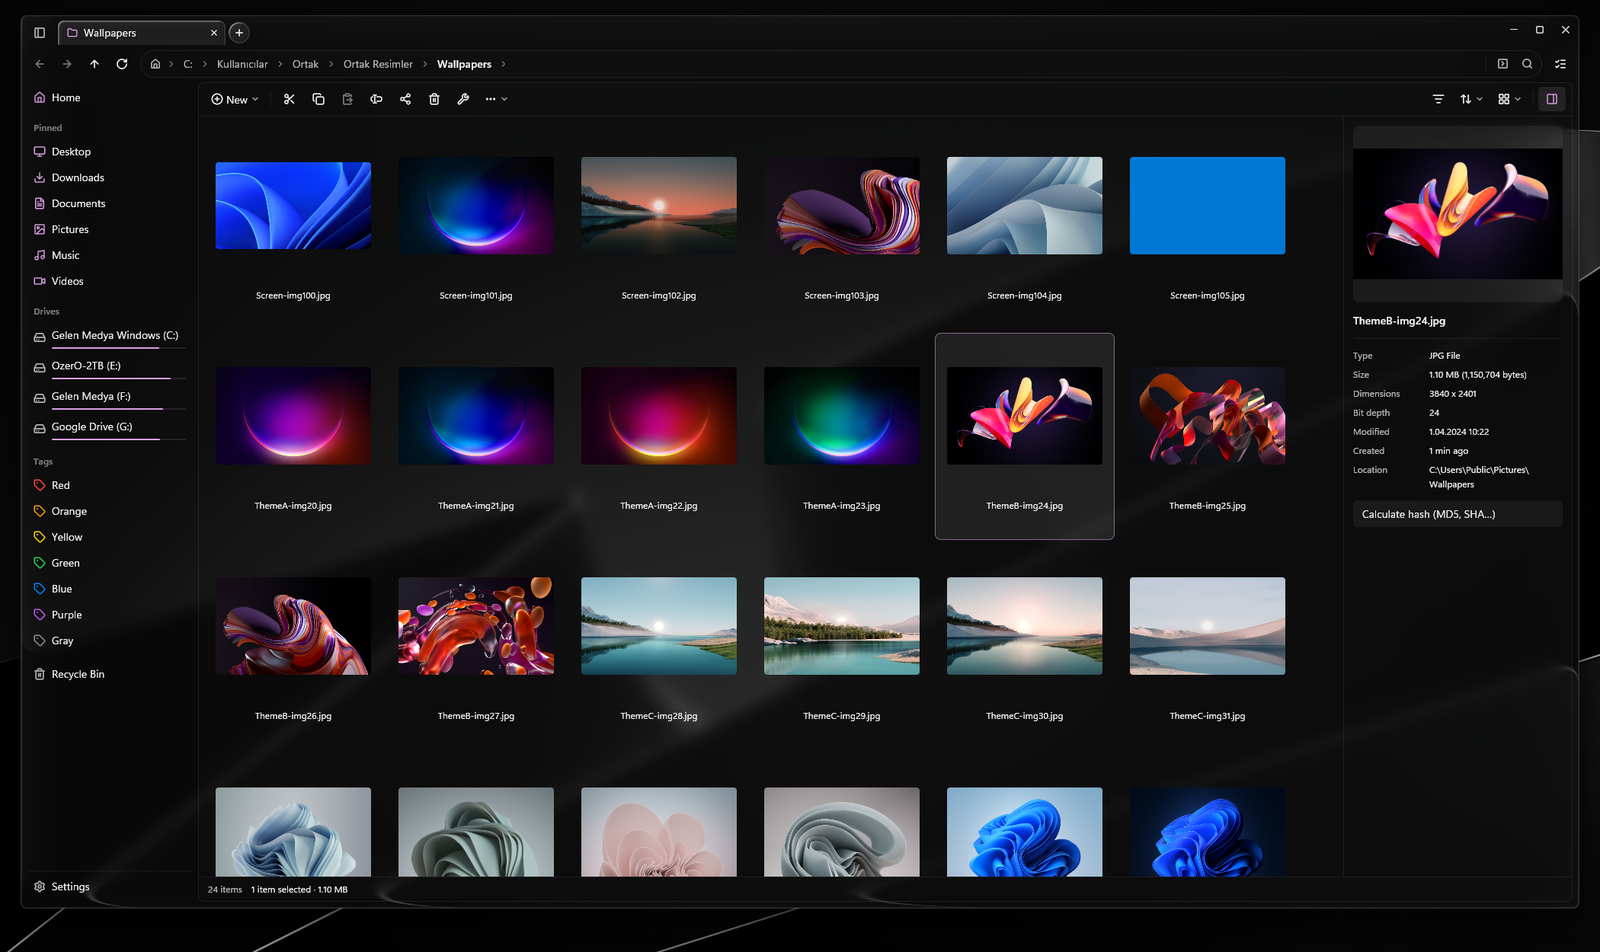 Wallpapers
C:
Kullanıcılar
Ortak
Ortak Resimler
Wallpapers
Home
Pinned
Desktop
Downloads
Documents
Pictures
Music
Videos
Drives
Gelen Medya Windows (C:)
OzerO-2TB (E:)
Gelen Medya (F:)
Google Drive (G:)
Tags
Red
Orange
Yellow
Green
Blue
Purple
Gray
Recycle Bin
Settings
New
Screen-img100.jpg
Screen-img101.jpg
Screen-img102.jpg
Screen-img103.jpg
Screen-img104.jpg
Screen-img105.jpg
ThemeA-img20.jpg
ThemeA-img21.jpg
ThemeA-img22.jpg
ThemeA-img23.jpg
ThemeB-img24.jpg
ThemeB-img25.jpg
ThemeB-img26.jpg
ThemeB-img27.jpg
ThemeC-img28.jpg
ThemeC-img29.jpg
ThemeC-img30.jpg
ThemeC-img31.jpg
24 items 1 item selected · 1.10 MB
ThemeB-img24.jpg
Type JPG File
Size 1.10 MB (1,150,704 bytes)
Dimensions 3840 x 2401
Bit depth 24
Modified 1.04.2024 10:22
Created 1 min ago
Location C:\Users\Public\Pictures\
Wallpapers
Calculate hash (MD5, SHA...)